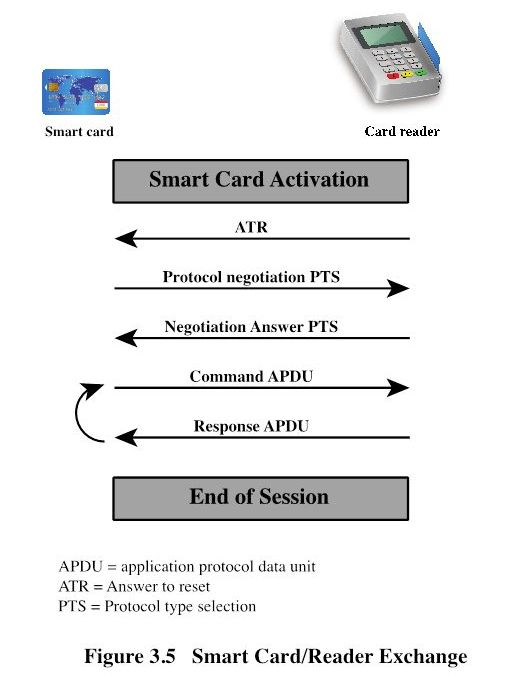 Smart card
Card reader
Smart Card Activation
ATR
Protocol negotiation PTS
Negotiation Answer PTS
Command APDU
Response APDU
End of Session
APDU = application protocol data unit
ATR = Answer to reset
PTS = Protocol type selection
Figure 3.5 Smart Card/Reader Exchange